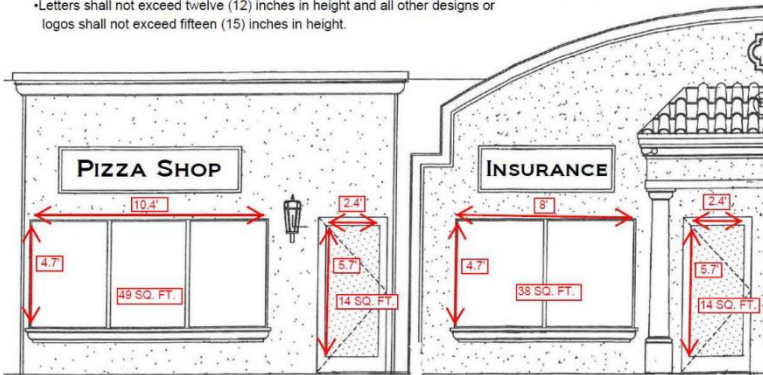 •Letters shall not exceed twelve (12) inches in height and all other designs or
logos shall not exceed fifteen (15) inches in height.
PIZZA SHOP
INSURANCE
10.4'
2.4'
8'
2.4'
4.7'
5.7'
4.7'
5.7'
49 SQ. FT.
14 SQ. FT.
38 SQ. FT.
14 SQ. FT.